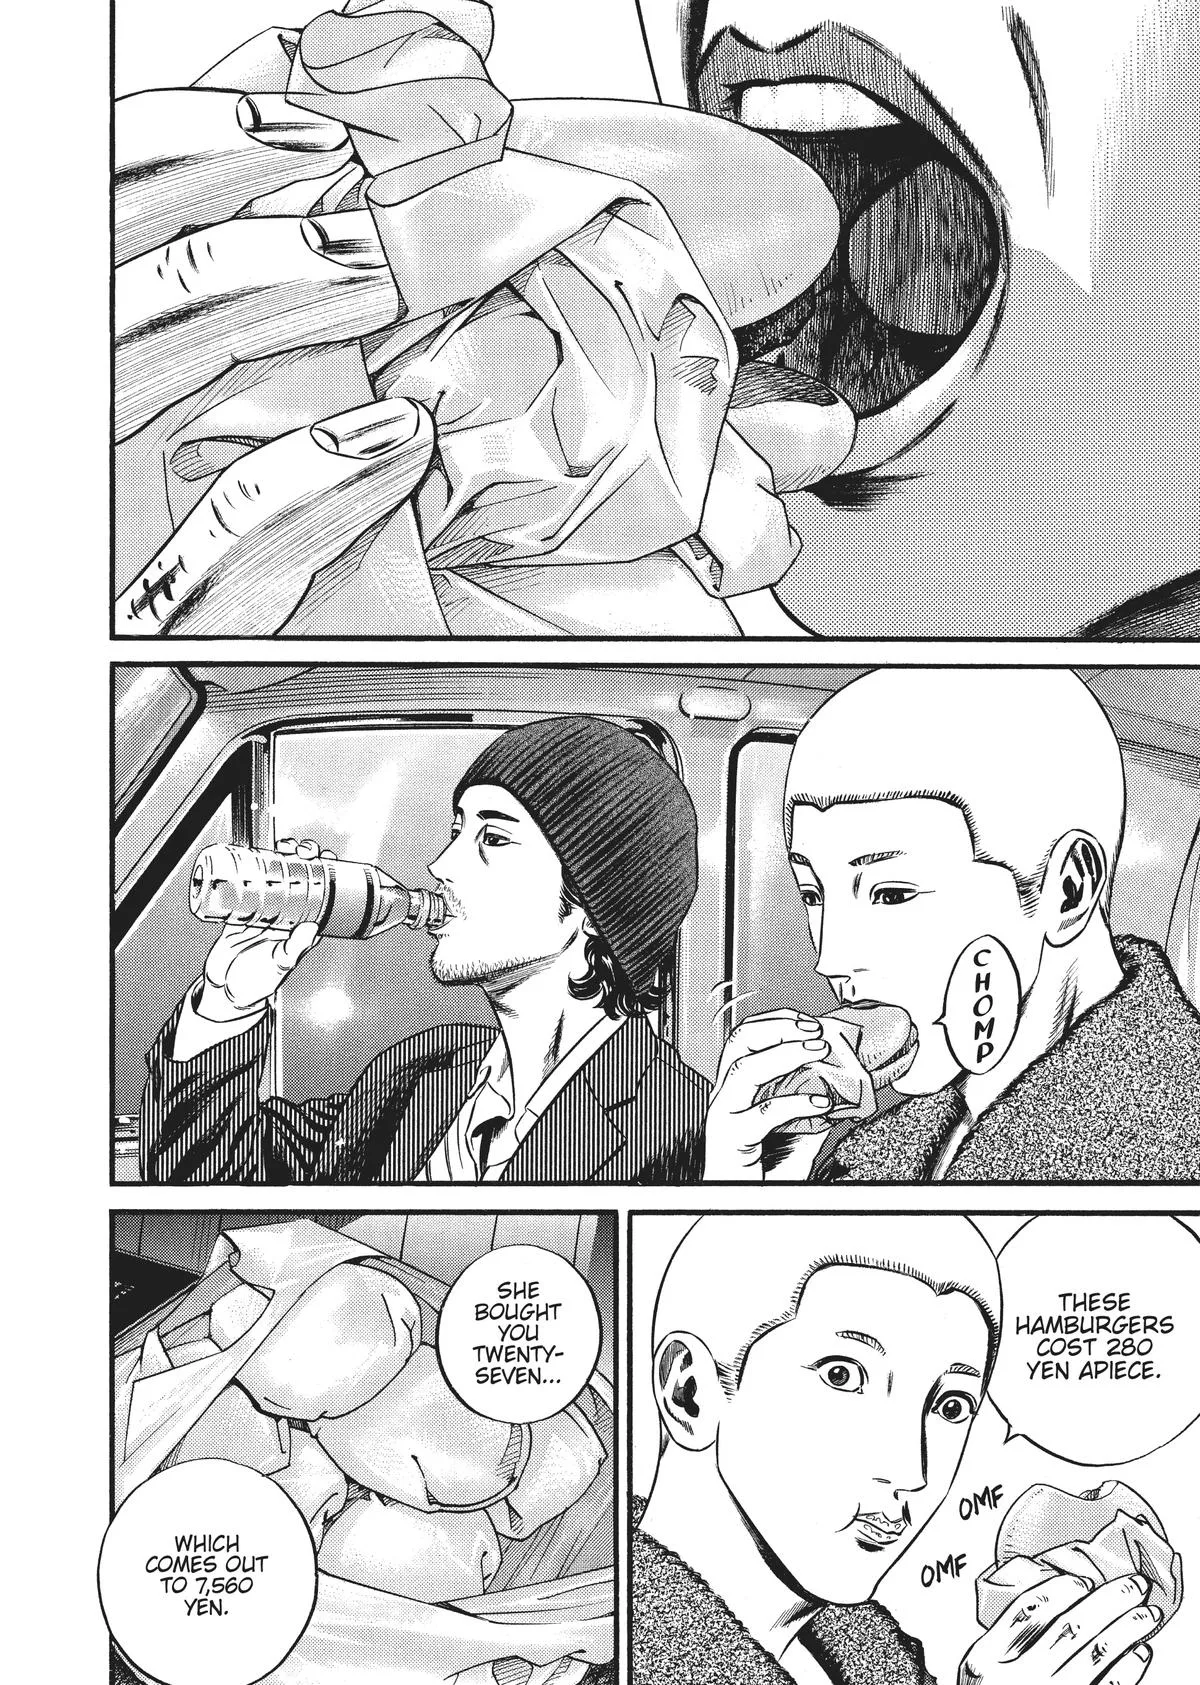 CHOMP
THESE
HAMBURGERS
COST 280
YEN APIECE.
OMF
OMF
SHE
BOUGHT
YOU
TWENTY-
SEVEN...
WHICH
COMES OUT
TO 7,560
YEN.